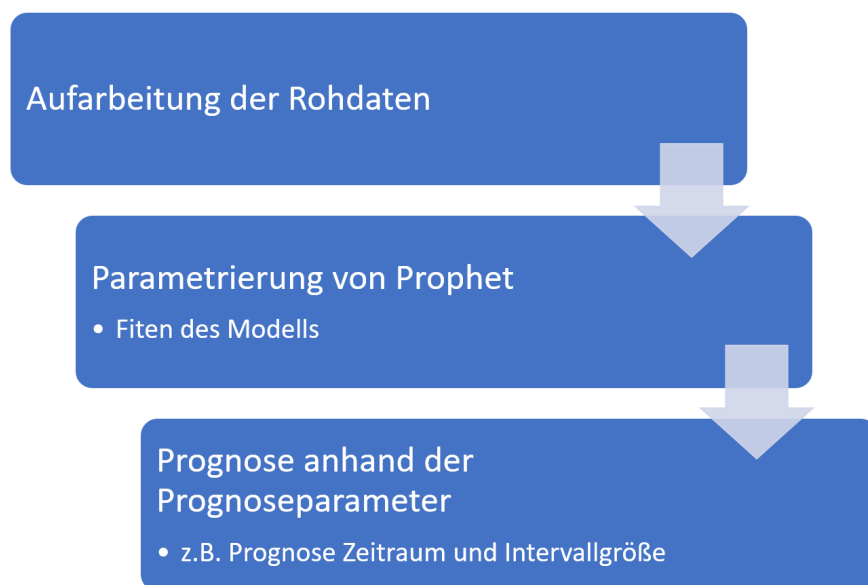 Aufarbeitung der Rohdaten
Parametrierung von Prophet
• Fiten des Modells
Prognose anhand der
Prognoseparameter
• z.B. Prognose Zeitraum und Intervallgröße